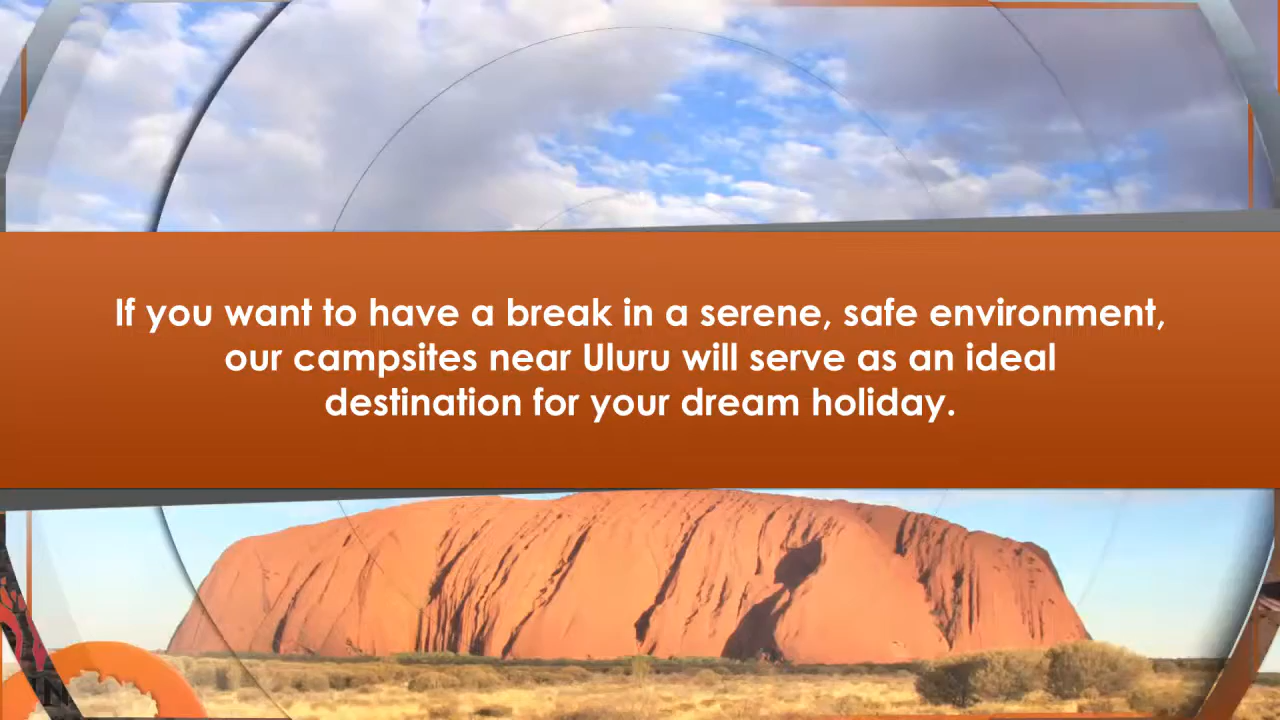 If you want to have a break in a serene, safe environment,
our campsites near Uluru will serve as an ideal
destination for your dream holiday.